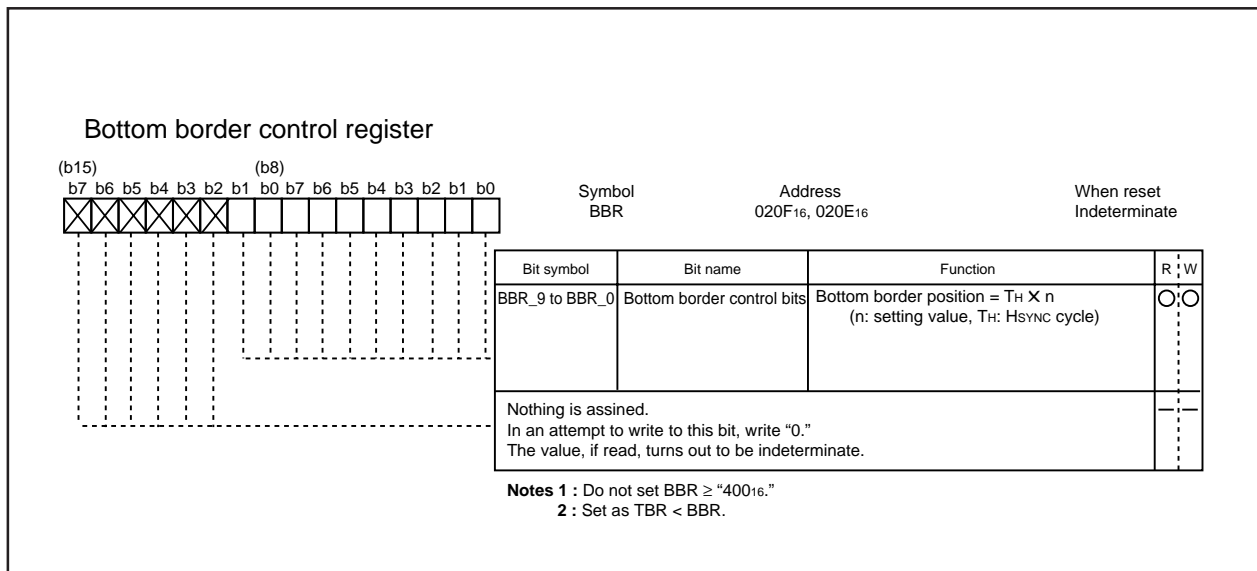 Bottom border control register
(b15) (b8)
b7 b6 b5 b4 b3 b2 b1 b0 b7 b6 b5 b4 b3 b2 b1 b0
Symbol Address When reset
BBR 020F16, 020E16 Indeterminate
Bit symbol Bit name Function R W
BBR_9 to BBR_0 Bottom border control bits Bottom border position = TH X n
(n: setting value, TH: HSYNC cycle)
Nothing is assined.
In an attempt to write to this bit, write “0.”
The value, if read, turns out to be indeterminate.
Notes 1 : Do not set BBR ≥ “40016.”
2 : Set as TBR < BBR.